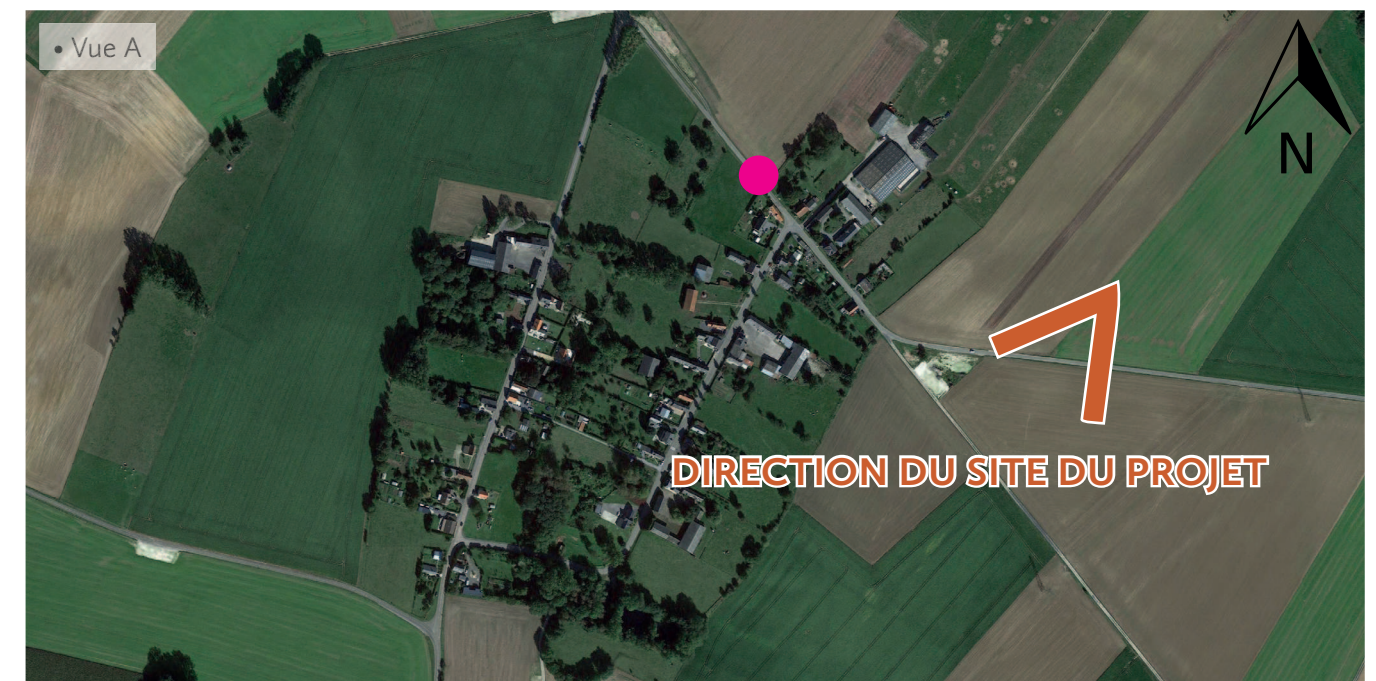 • Vue A
N
DIRECTION DU SITE DU PROJET